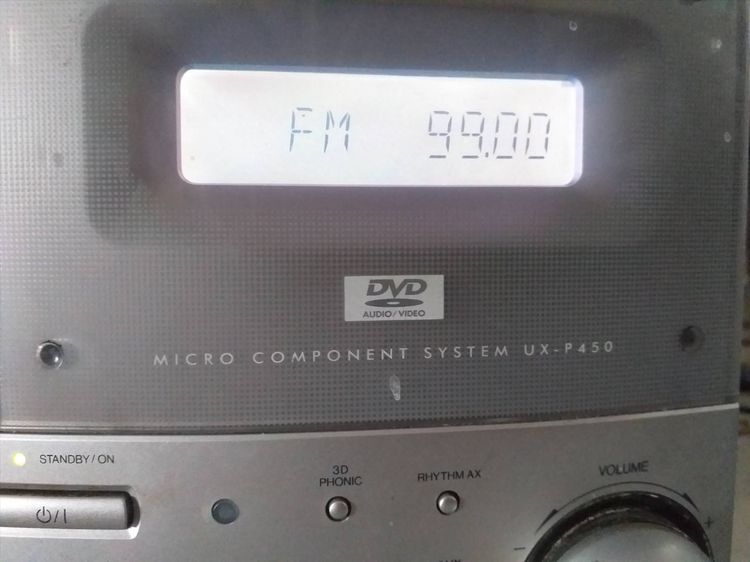 FM 99.00
DVD
AUDIO/VIDEO
MICRO COMPONENT SYSTEM UX-P450
STANDBY/ON
3D
PHONIC
RHYTHM AX
VOLUME
⏻/I
- +